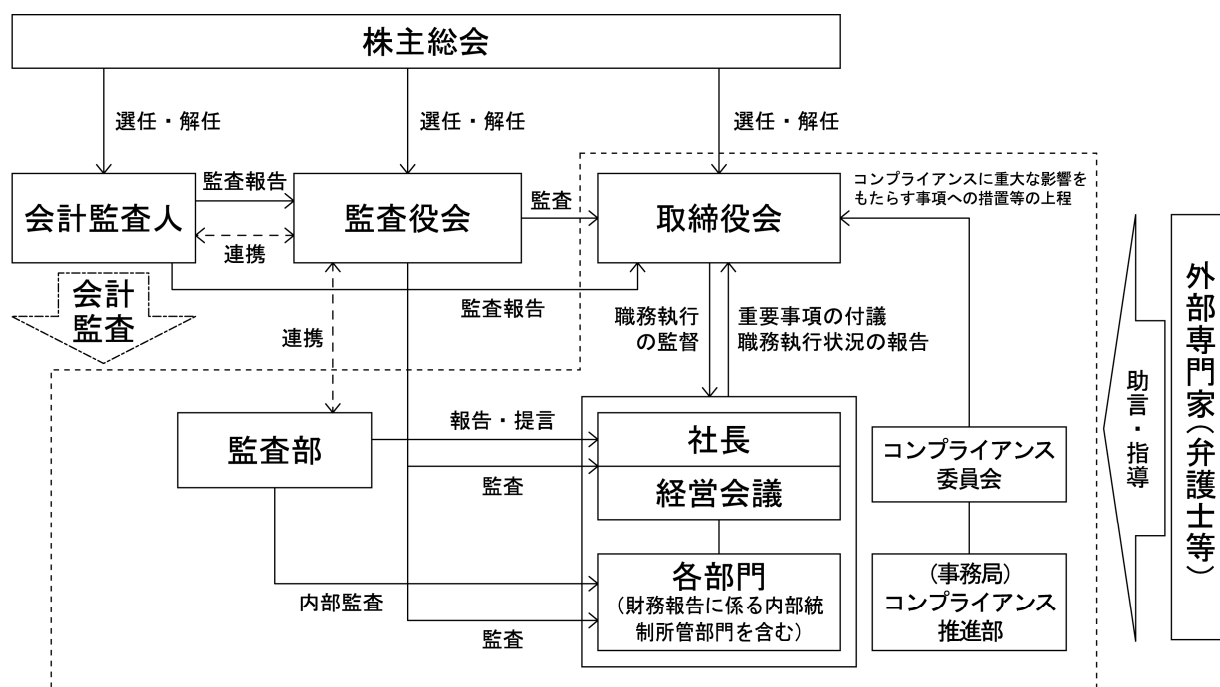 株主総会
選任・解任
選任・解任
選任・解任
会計監査人
監査報告
連携
監査役会
監査
取締役会
コンプライアンスに重大な影響を
もたらす事項への措置等の上程
会計
監査
監査報告
連携
職務執行
の監督
重要事項の付議
職務執行状況の報告
監査部
報告・提言
監査
社長
経営会議
コンプライアンス
委員会
内部監査
監査
各部門
（財務報告に係る内部統
制所管部門を含む）
（事務局）
コンプライアンス
推進部
助言・指導
外部専門家（弁護士等）